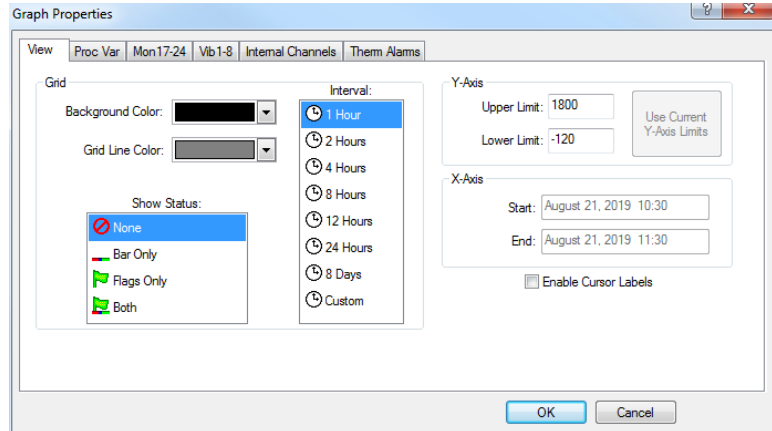 Graph Properties
?
X
View
Proc Var
Mon17-24
Vib1-8
Internal Channels
Therm Alarms
Grid
Background Color:
Grid Line Color:
Show Status:
None
Bar Only
Flags Only
Both
Interval:
1 Hour
2 Hours
4 Hours
8 Hours
12 Hours
24 Hours
8 Days
Custom
Y-Axis
Upper Limit: 1800
Lower Limit: -120
Use Current
Y-Axis Limits
X-Axis
Start: August 21, 2019 10:30
End: August 21, 2019 11:30
Enable Cursor Labels
OK
Cancel